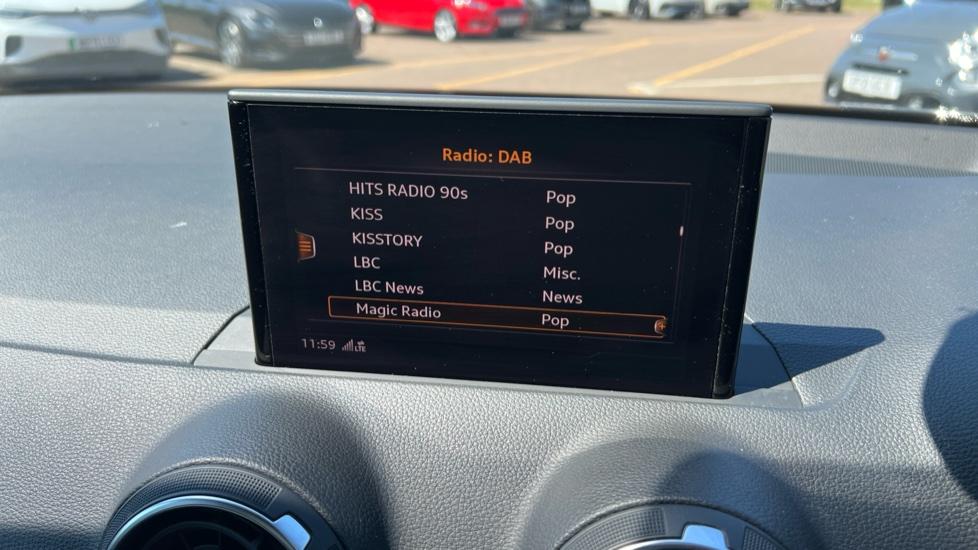 Radio: DAB
HITS RADIO 90s Pop
KISS Pop
KISSTORY Pop
LBC Misc.
LBC News News
Magic Radio Pop
11:59 LTE